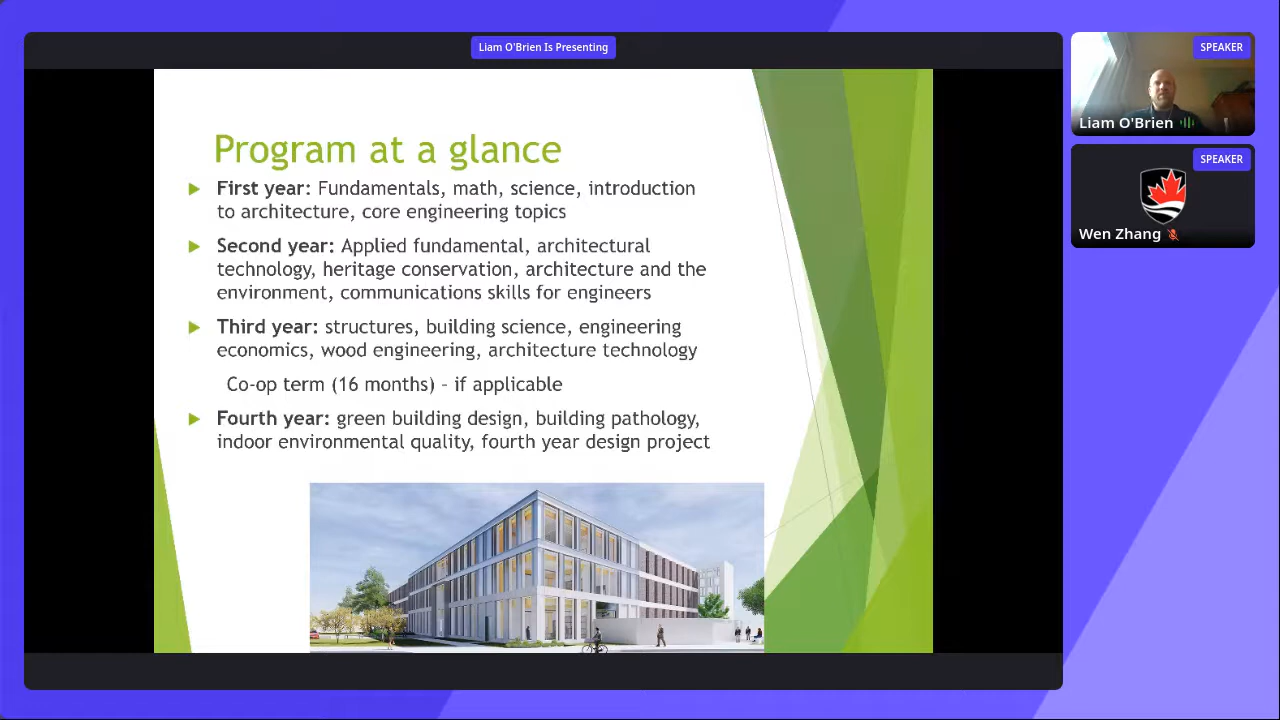 Liam O'Brien Is Presenting
Program at a glance
First year: Fundamentals, math, science, introduction
to architecture, core engineering topics
Second year: Applied fundamental, architectural
technology, heritage conservation, architecture and the
environment, communications skills for engineers
Third year: structures, building science, engineering
economics, wood engineering, architecture technology
Co-op term (16 months) – if applicable
Fourth year: green building design, building pathology,
indoor environmental quality, fourth year design project
SPEAKER
Liam O'Brien
SPEAKER
Wen Zhang